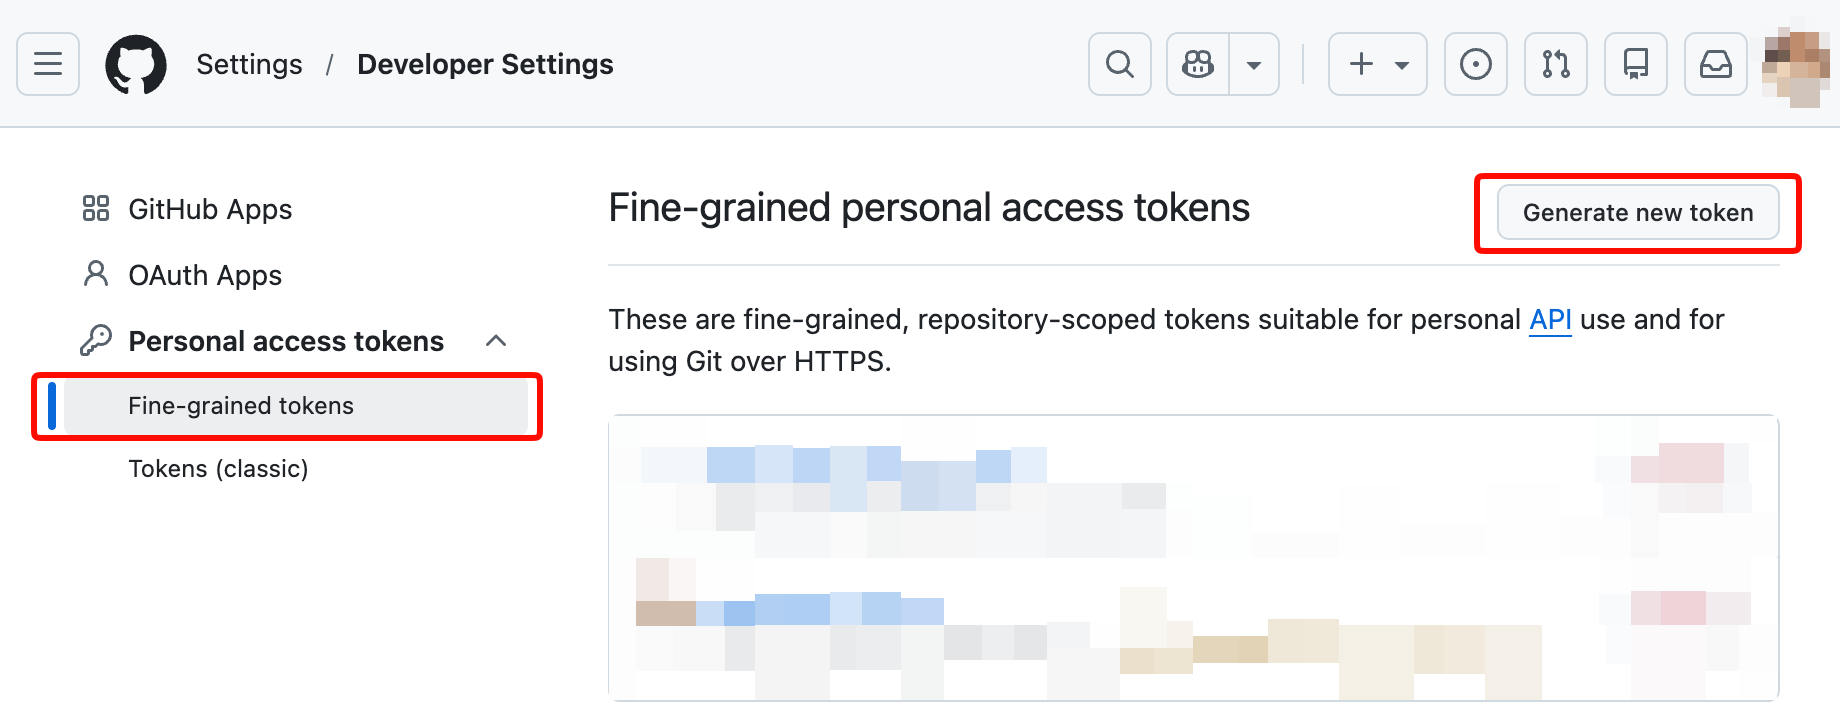 Settings / Developer Settings
GitHub Apps
OAuth Apps
Personal access tokens
Fine-grained tokens
Tokens (classic)
Fine-grained personal access tokens
Generate new token
These are fine-grained, repository-scoped tokens suitable for personal API use and for
using Git over HTTPS.